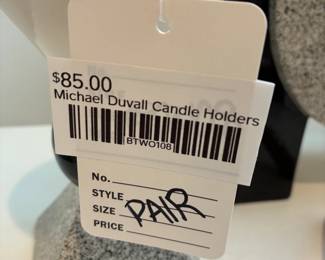 $85.00
Michael Duvall Candle Holders
BTWO108
No.
STYLE
SIZE PAIR
PRICE